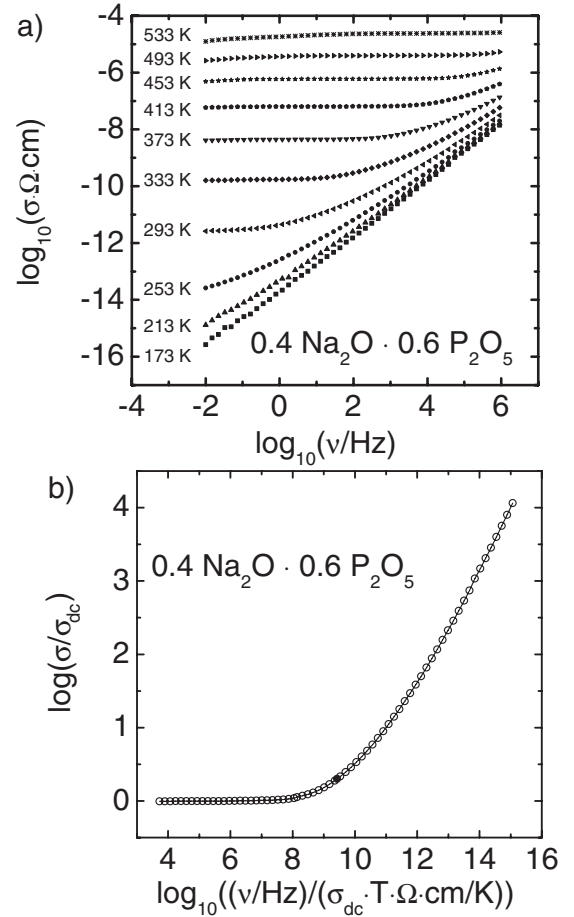 a)
-4
-6
-8
-10
-12
-14
-16
log₁₀(σ·Ω·cm)
533 K
493 K
453 K
413 K
373 K
333 K
293 K
253 K
213 K
173 K
0.4 Na₂O · 0.6 P₂O₅
-4 -2 0 2 4 6
log₁₀(ν/Hz)
b)
4
3
2
1
0
log(σ/σ_dc)
0.4 Na₂O · 0.6 P₂O₅
4 6 8 10 12 14 16
log₁₀((ν/Hz)/(σ_dc·T·Ω·cm/K))